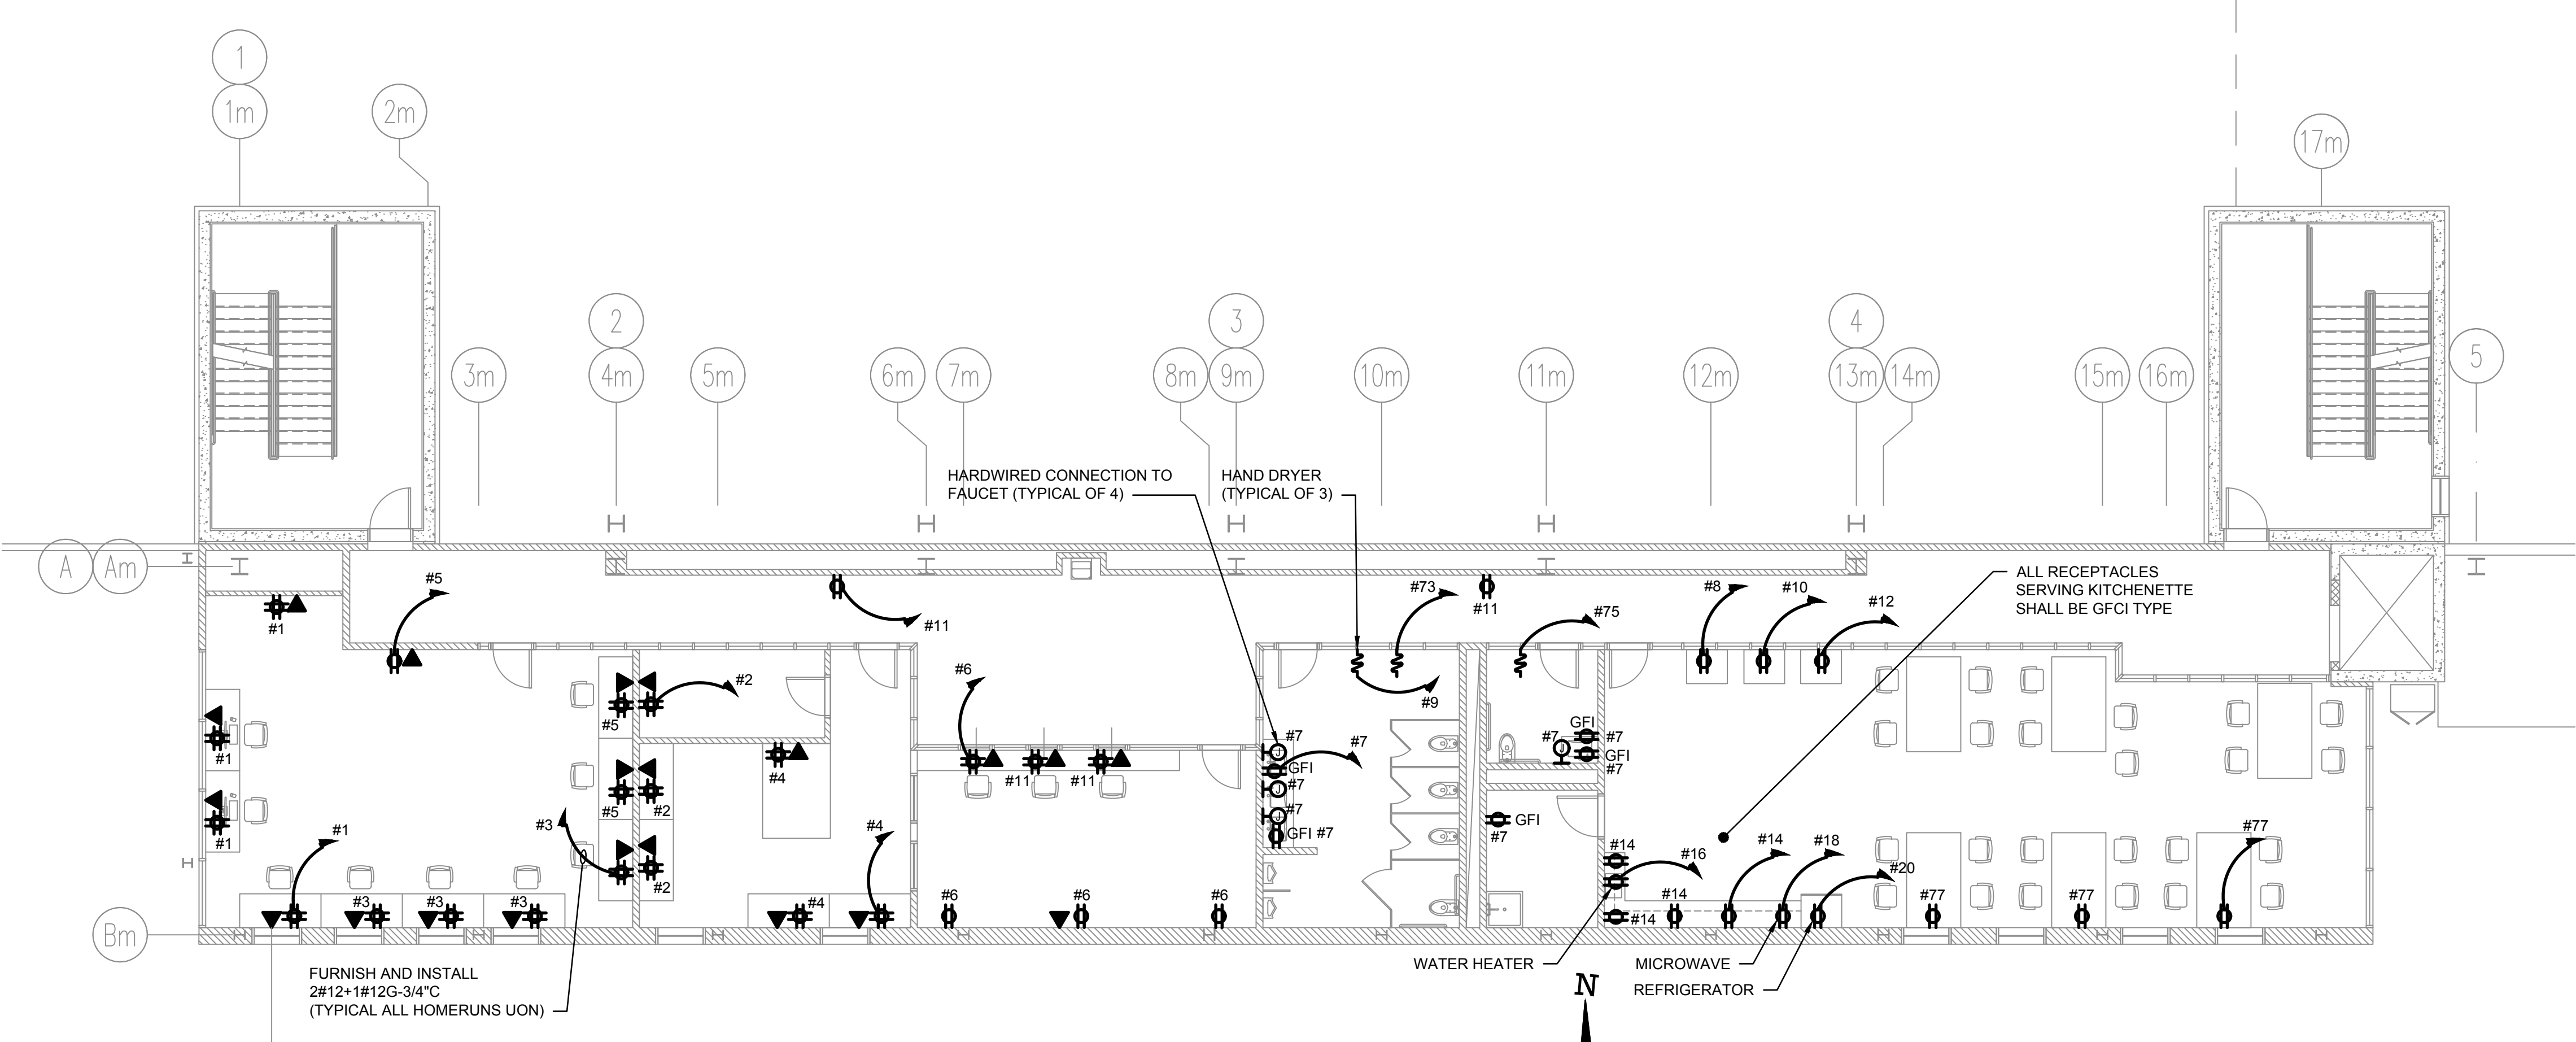 1
1m
2m
17m
2
3
4
5
3m
4m
5m
6m
7m
8m
9m
10m
11m
12m
13m
14m
15m
16m
HARDWIRED CONNECTION TO
FAUCET (TYPICAL OF 4)
HAND DRYER
(TYPICAL OF 3)
A
Am
ALL RECEPTACLES
SERVING KITCHENETTE
SHALL BE GFCI TYPE
#5
#73
#11
#75
#8
#10
#12
#1
#11
#6
#2
#9
#5
#7
#7
#7
GFI
#7
GFI
#7
#1
#4
GFI
#7
#11
#11
#5
#2
#7
#3
#4
GFI #7
#7
GFI
#1
#1
#14
#16
#14
#18
#77
#20
#2
#3
#3
#3
#4
#6
#6
#6
#14
#14
#77
#77
Bm
FURNISH AND INSTALL
2#12+1#12G-3/4"C
(TYPICAL ALL HOMERUNS UON)
WATER HEATER
MICROWAVE
REFRIGERATOR
N